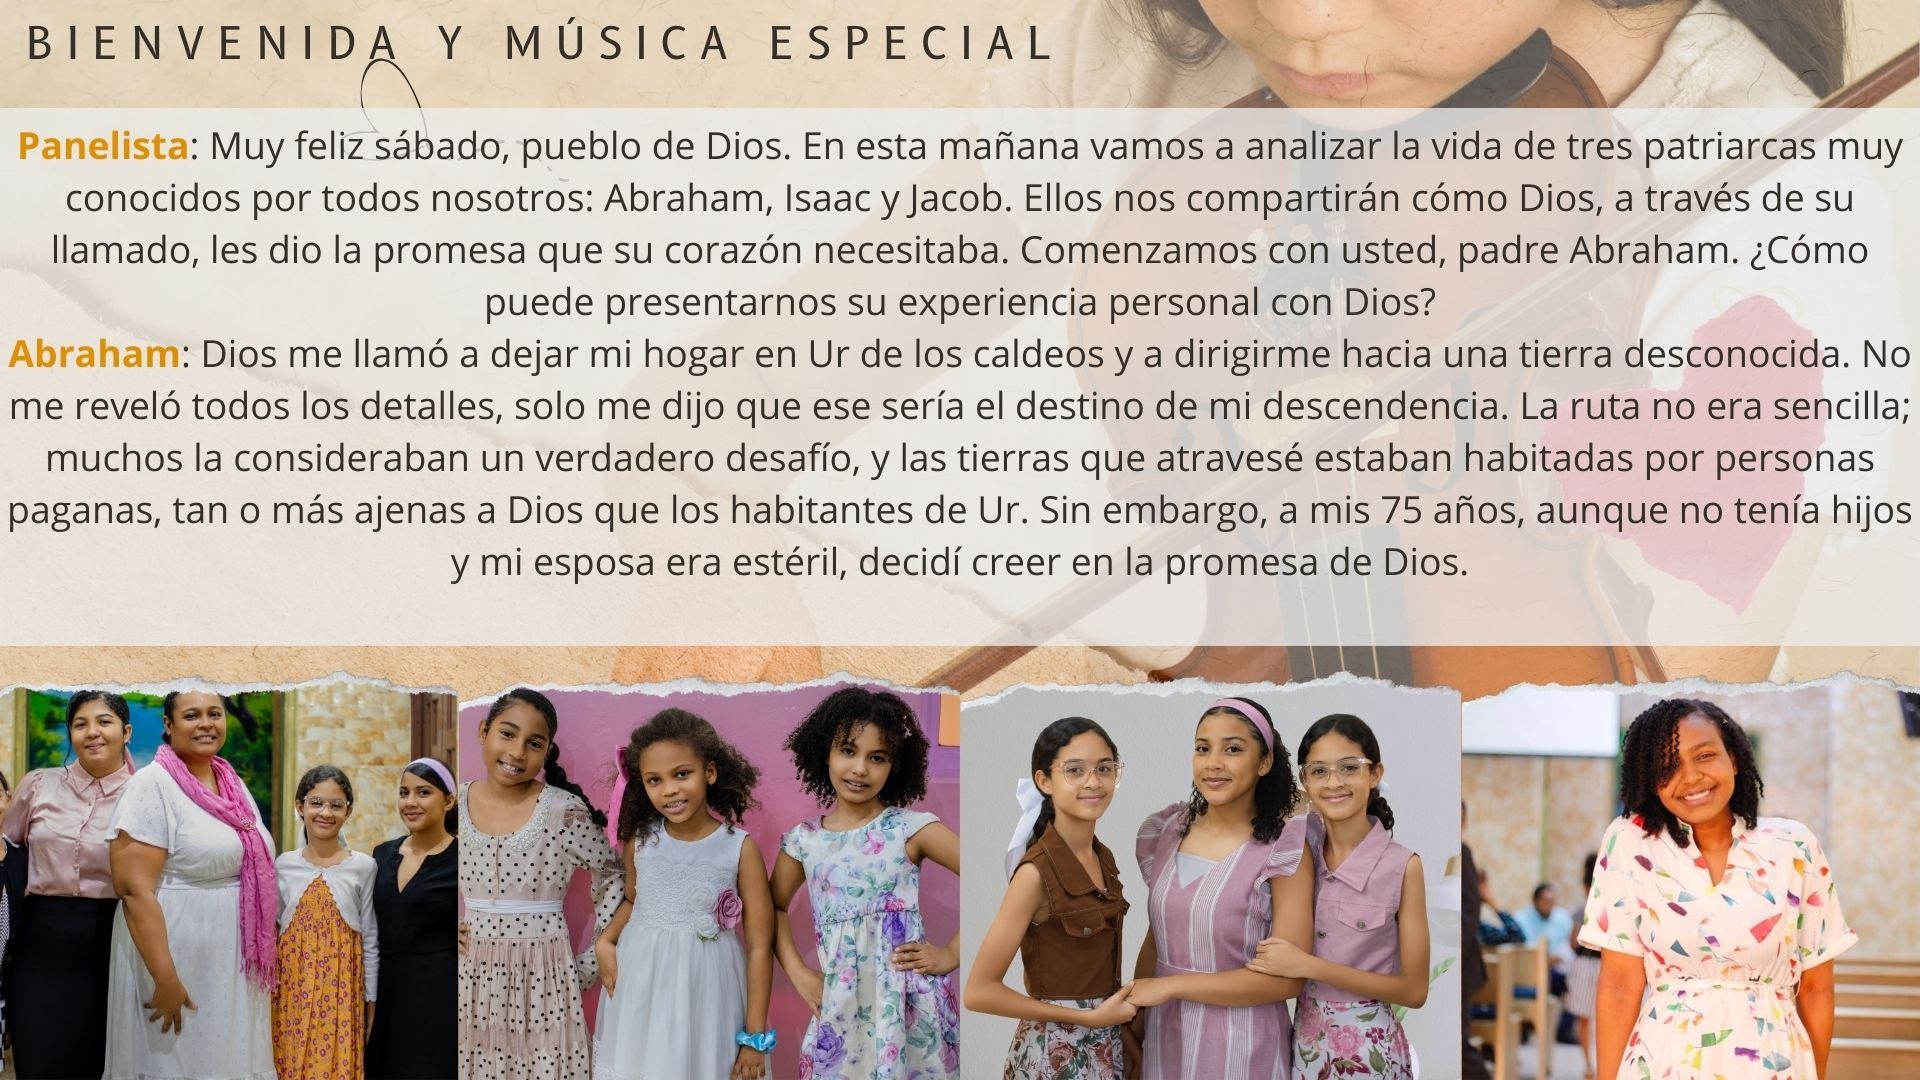 BIENVENIDA Y MÚSICA ESPECIAL
Panelista: Muy feliz sábado, pueblo de Dios. En esta mañana vamos a analizar la vida de tres patriarcas muy
conocidos por todos nosotros: Abraham, Isaac y Jacob. Ellos nos compartirán cómo Dios, a través de su
llamado, les dio la promesa que su corazón necesitaba. Comenzamos con usted, padre Abraham. ¿Cómo
puede presentarnos su experiencia personal con Dios?
Abraham: Dios me llamó a dejar mi hogar en Ur de los caldeos y a dirigirme hacia una tierra desconocida. No
me reveló todos los detalles, solo me dijo que ese sería el destino de mi descendencia. La ruta no era sencilla;
muchos la consideraban un verdadero desafío, y las tierras que atravesé estaban habitadas por personas
paganas, tan o más ajenas a Dios que los habitantes de Ur. Sin embargo, a mis 75 años, aunque no tenía hijos
y mi esposa era estéril, decidí creer en la promesa de Dios.